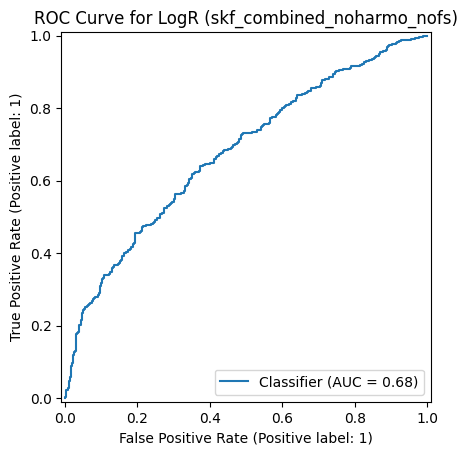 ROC Curve for LogR (skf_combined_noharmo_nofs)
1.0
0.8
0.6
0.4
0.2
0.0
True Positive Rate (Positive label: 1)
Classifier (AUC = 0.68)
0.0 0.2 0.4 0.6 0.8 1.0
False Positive Rate (Positive label: 1)